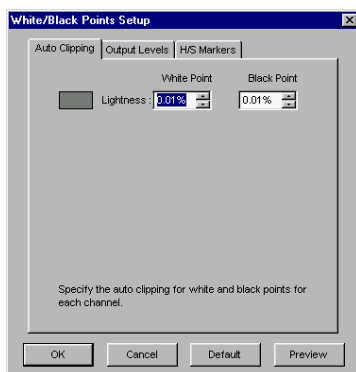 White/Black Points Setup
Auto Clipping Output Levels H/S Markers
White Point Black Point
Lightness : 0.01% 0.01%
Specify the auto clipping for white and black points for
each channel.
OK Cancel Default Preview